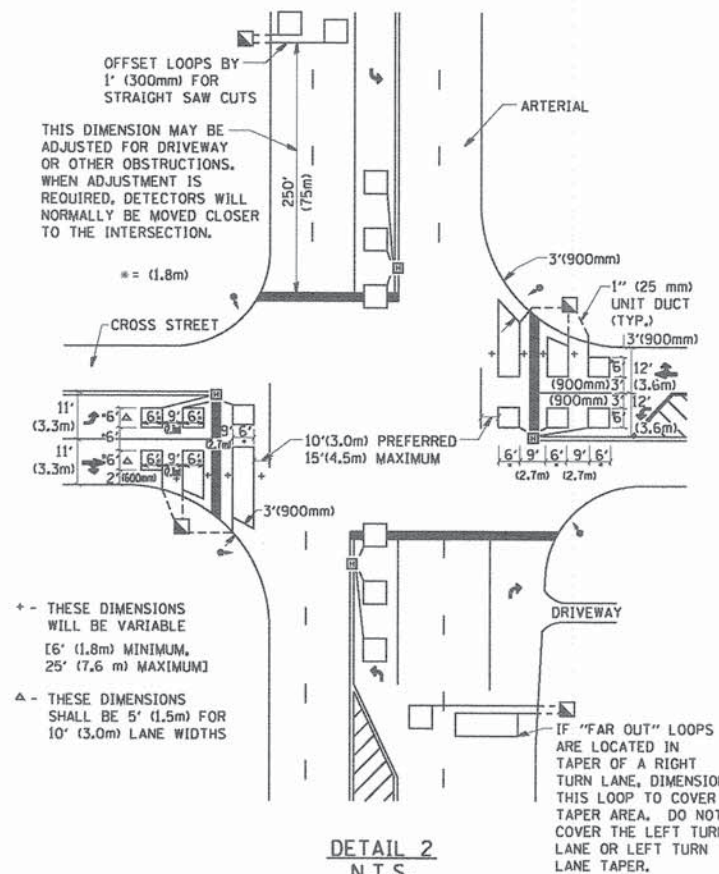 OFFSET LOOPS BY
1' (300mm) FOR
STRAIGHT SAW CUTS
THIS DIMENSION MAY BE
ADJUSTED FOR DRIVEWAY
OR OTHER OBSTRUCTIONS.
WHEN ADJUSTMENT IS
REQUIRED, DETECTORS WILL
NORMALLY BE MOVED CLOSER
TO THE INTERSECTION.
* = (1.8m)
250'
(75m)
ARTERIAL
3'(900mm)
1" (25 mm)
UNIT DUCT
(TYP.)
CROSS STREET
H
H
11'
(3.3m)
11'
(3.3m)
*6'
*6'
*6'
2'
(600mm)
6'
9'
6'
6'
9'
6'
9'
6'
(2.7m)
*
3'(900mm)
10'(3.0m) PREFERRED
15'(4.5m) MAXIMUM
3'(900mm)
6'
12'
(3.6m)
(900mm) 3'
(900mm) 3'
12'
6'
(3.6m)
H
6' 9' 6' 9' 6'
* (2.7m) * (2.7m) *
H
DRIVEWAY
+ - THESE DIMENSIONS
WILL BE VARIABLE
[6' (1.8m) MINIMUM,
25' (7.6 m) MAXIMUM]
△ - THESE DIMENSIONS
SHALL BE 5' (1.5m) FOR
10' (3.0m) LANE WIDTHS
IF "FAR OUT" LOOPS
ARE LOCATED IN
TAPER OF A RIGHT
TURN LANE, DIMENSION
THIS LOOP TO COVER
TAPER AREA. DO NOT
COVER THE LEFT TURN
LANE OR LEFT TURN
LANE TAPER.
DETAIL 2
N.T.S.